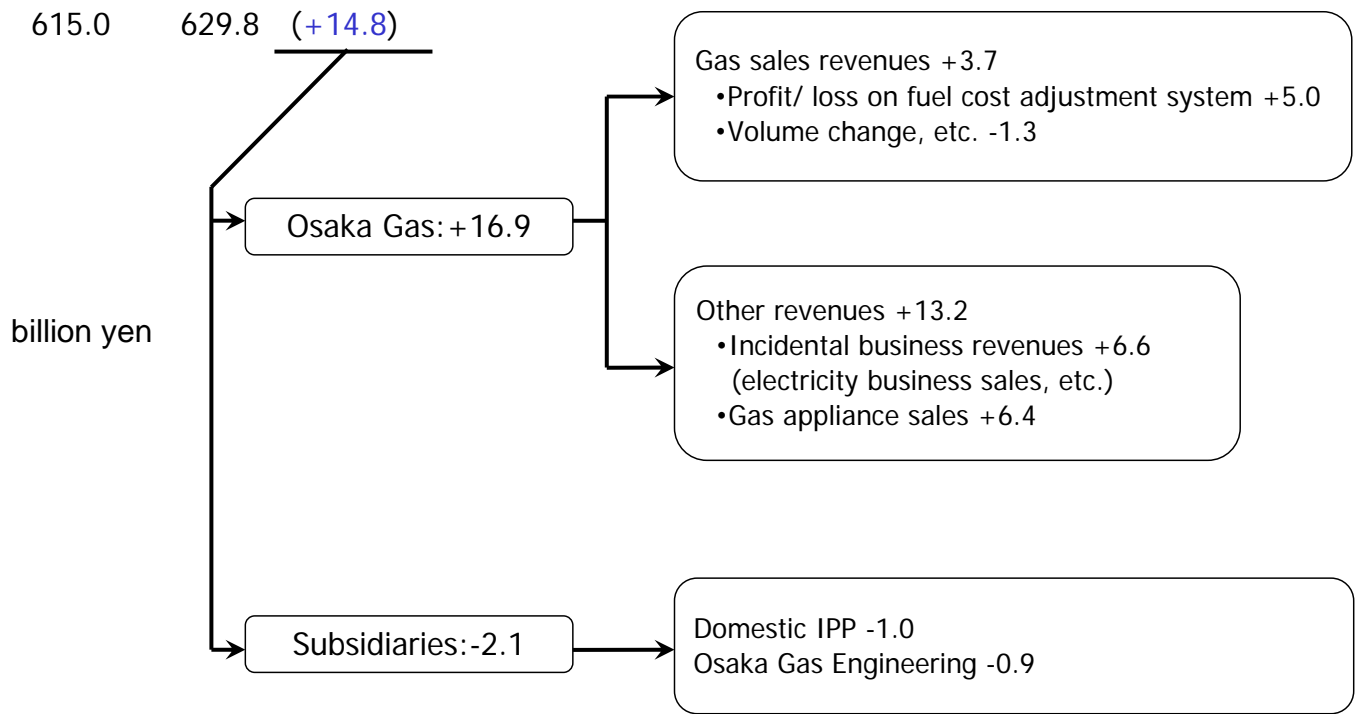 615.0 629.8 (+14.8)
Gas sales revenues +3.7
•Profit/ loss on fuel cost adjustment system +5.0
•Volume change, etc. -1.3
Osaka Gas:+16.9
Other revenues +13.2
•Incidental business revenues +6.6
(electricity business sales, etc.)
•Gas appliance sales +6.4
billion yen
Subsidiaries:-2.1
Domestic IPP -1.0
Osaka Gas Engineering -0.9